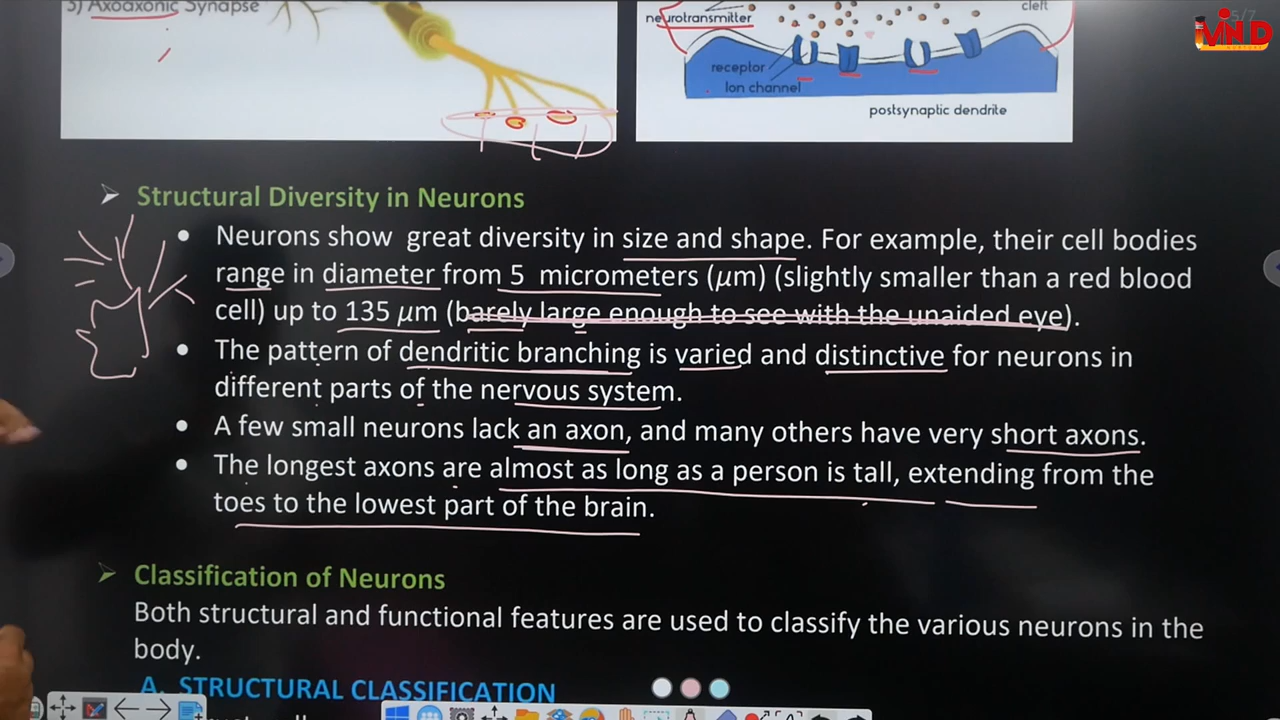 3) Axoaxonic Synapse
neurotransmitter
cleft
5/7
MIND
receptor
Ion channel
postsynaptic dendrite
➢ Structural Diversity in Neurons
• Neurons show great diversity in size and shape. For example, their cell bodies
range in diameter from 5 micrometers (μm) (slightly smaller than a red blood
cell) up to 135 μm (barely large enough to see with the unaided eye).
• The pattern of dendritic branching is varied and distinctive for neurons in
different parts of the nervous system.
• A few small neurons lack an axon, and many others have very short axons.
• The longest axons are almost as long as a person is tall, extending from the
toes to the lowest part of the brain.
➢ Classification of Neurons
Both structural and functional features are used to classify the various neurons in the
body.
A. STRUCTURAL CLASSIFICATION